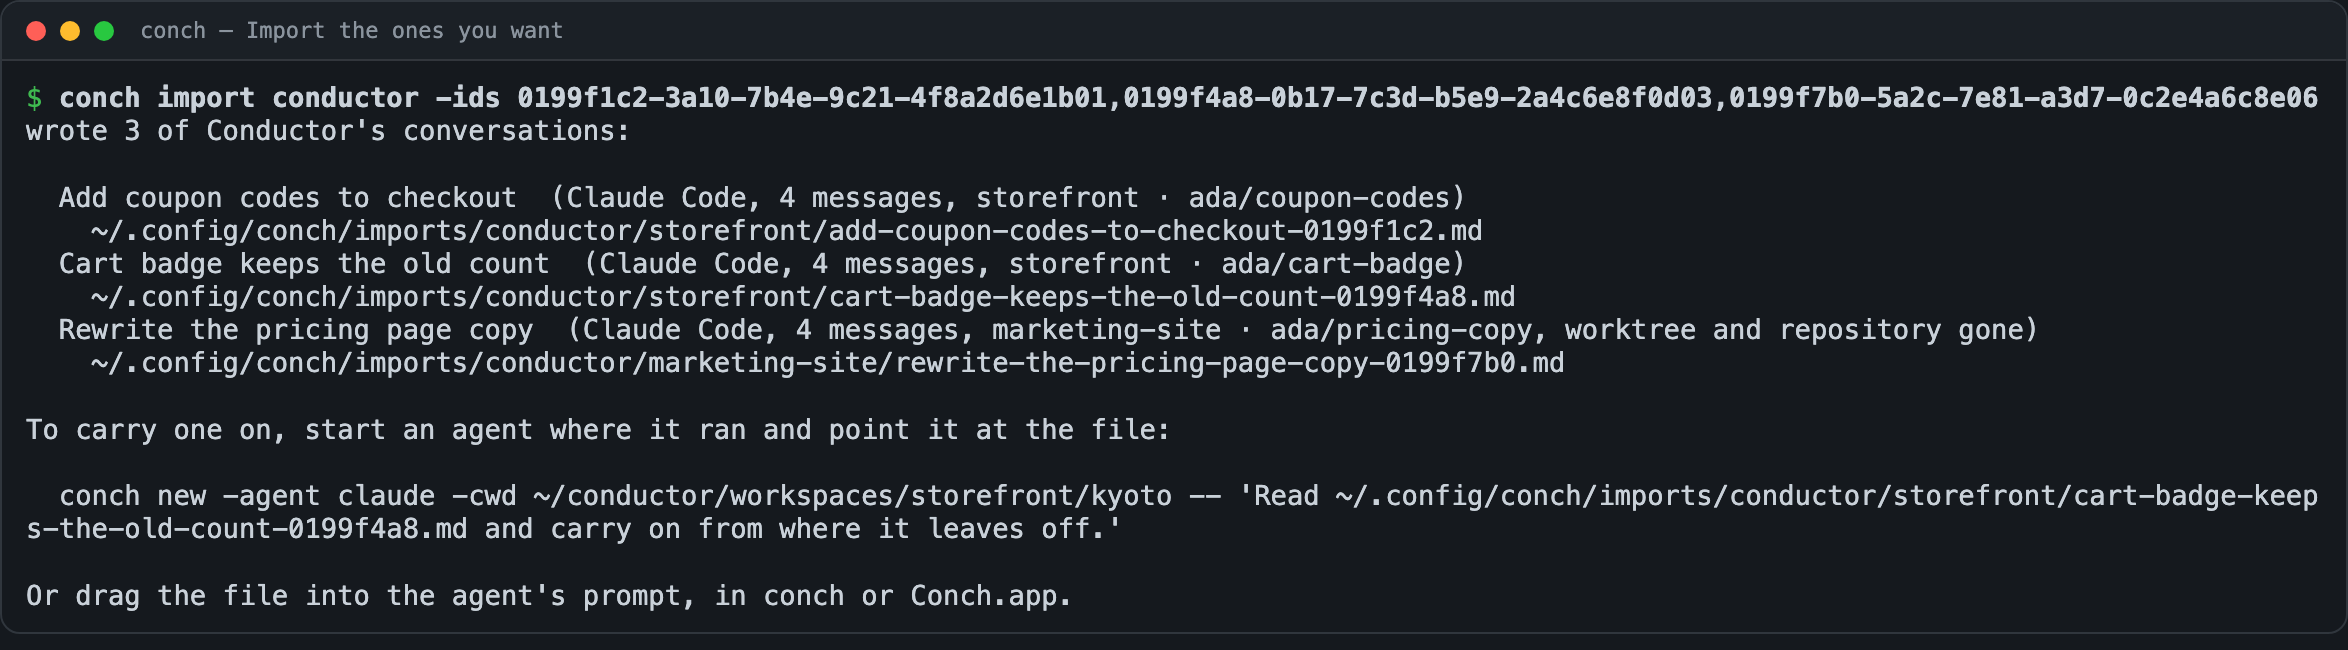 conch — Import the ones you want
$ conch import conductor -ids 0199f1c2-3a10-7b4e-9c21-4f8a2d6e1b01,0199f4a8-0b17-7c3d-b5e9-2a4c6e8f0d03,0199f7b0-5a2c-7e81-a3d7-0c2e4a6c8e06
wrote 3 of Conductor's conversations:
Add coupon codes to checkout  (Claude Code, 4 messages, storefront · ada/coupon-codes)
~/.config/conch/imports/conductor/storefront/add-coupon-codes-to-checkout-0199f1c2.md
Cart badge keeps the old count  (Claude Code, 4 messages, storefront · ada/cart-badge)
~/.config/conch/imports/conductor/storefront/cart-badge-keeps-the-old-count-0199f4a8.md
Rewrite the pricing page copy  (Claude Code, 4 messages, marketing-site · ada/pricing-copy, worktree and repository gone)
~/.config/conch/imports/conductor/marketing-site/rewrite-the-pricing-page-copy-0199f7b0.md
To carry one on, start an agent where it ran and point it at the file:
conch new -agent claude -cwd ~/conductor/workspaces/storefront/kyoto -- 'Read ~/.config/conch/imports/conductor/storefront/cart-badge-keep
s-the-old-count-0199f4a8.md and carry on from where it leaves off.'
Or drag the file into the agent's prompt, in conch or Conch.app.